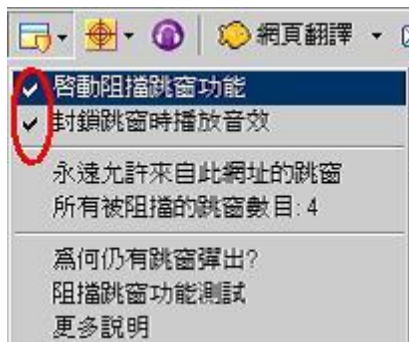 網頁翻譯
啓動阻擋跳窗功能
封鎖跳窗時播放音效
永遠允許來自此網址的跳窗
所有被阻擋的跳窗數目: 4
爲何仍有跳窗彈出?
阻擋跳窗功能測試
更多說明